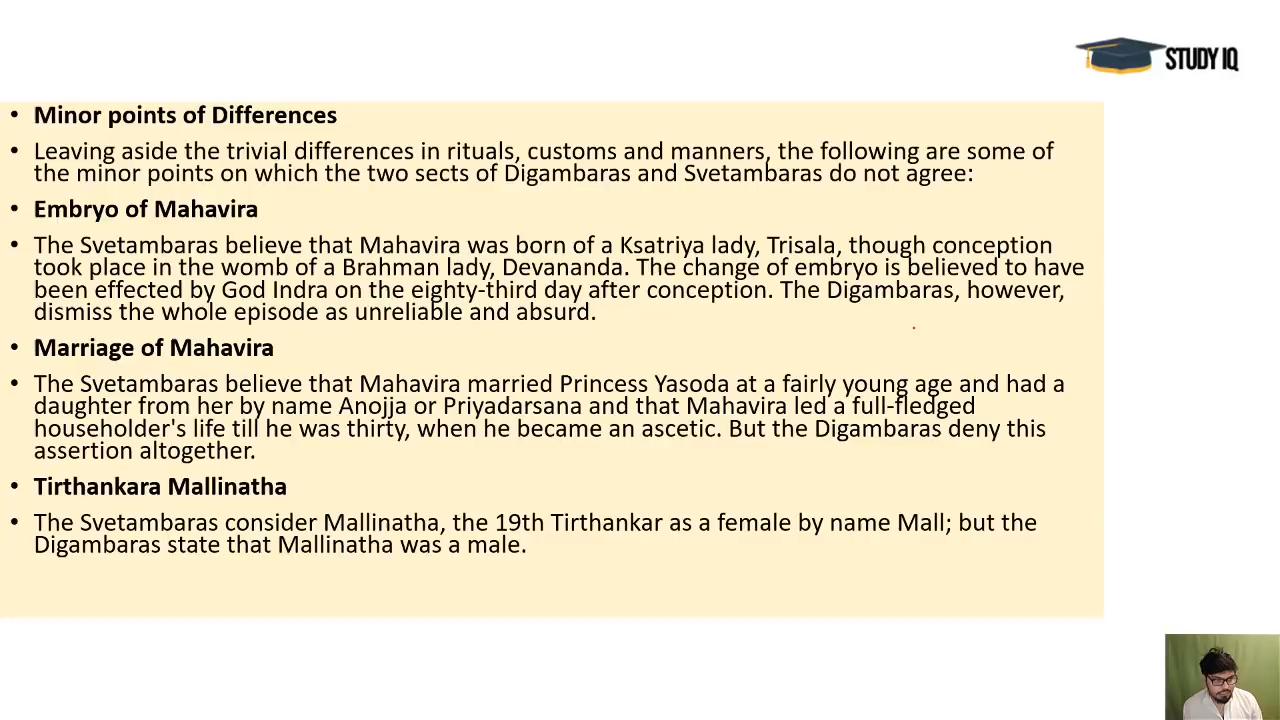 STUDY IQ
• Minor points of Differences
• Leaving aside the trivial differences in rituals, customs and manners, the following are some of
the minor points on which the two sects of Digambaras and Svetambaras do not agree:
• Embryo of Mahavira
• The Svetambaras believe that Mahavira was born of a Ksatriya lady, Trisala, though conception
took place in the womb of a Brahman lady, Devananda. The change of embryo is believed to have
been effected by God Indra on the eighty-third day after conception. The Digambaras, however,
dismiss the whole episode as unreliable and absurd.
• Marriage of Mahavira
• The Svetambaras believe that Mahavira married Princess Yasoda at a fairly young age and had a
daughter from her by name Anojja or Priyadarsana and that Mahavira led a full-fledged
householder's life till he was thirty, when he became an ascetic. But the Digambaras deny this
assertion altogether.
• Tirthankara Mallinatha
• The Svetambaras consider Mallinatha, the 19th Tirthankar as a female by name Mall; but the
Digambaras state that Mallinatha was a male.